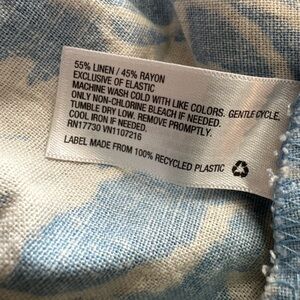 55% LINEN / 45% RAYON
EXCLUSIVE OF ELASTIC
MACHINE WASH COLD WITH LIKE COLORS. GENTLE CYCLE.
ONLY NON-CHLORINE BLEACH IF NEEDED.
TUMBLE DRY LOW. REMOVE PROMPTLY.
COOL IRON IF NEEDED.
RN17730 VN1107216
LABEL MADE FROM 100% RECYCLED PLASTIC